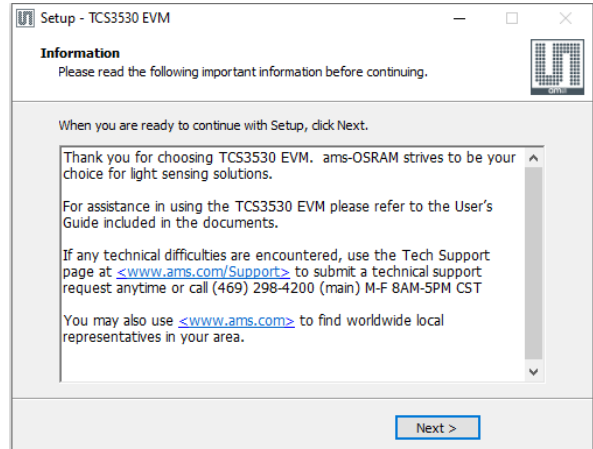 Setup - TCS3530 EVM
Information
Please read the following important information before continuing.
am
When you are ready to continue with Setup, click Next.
Thank you for choosing TCS3530 EVM.  ams-OSRAM strives to be your
choice for light sensing solutions.
For assistance in using the TCS3530 EVM please refer to the User's
Guide included in the documents.
If any technical difficulties are encountered, use the Tech Support
page at <www.ams.com/Support> to submit a technical support
request anytime or call (469) 298-4200 (main) M-F 8AM-5PM CST
You may also use <www.ams.com> to find worldwide local
representatives in your area.
Next >